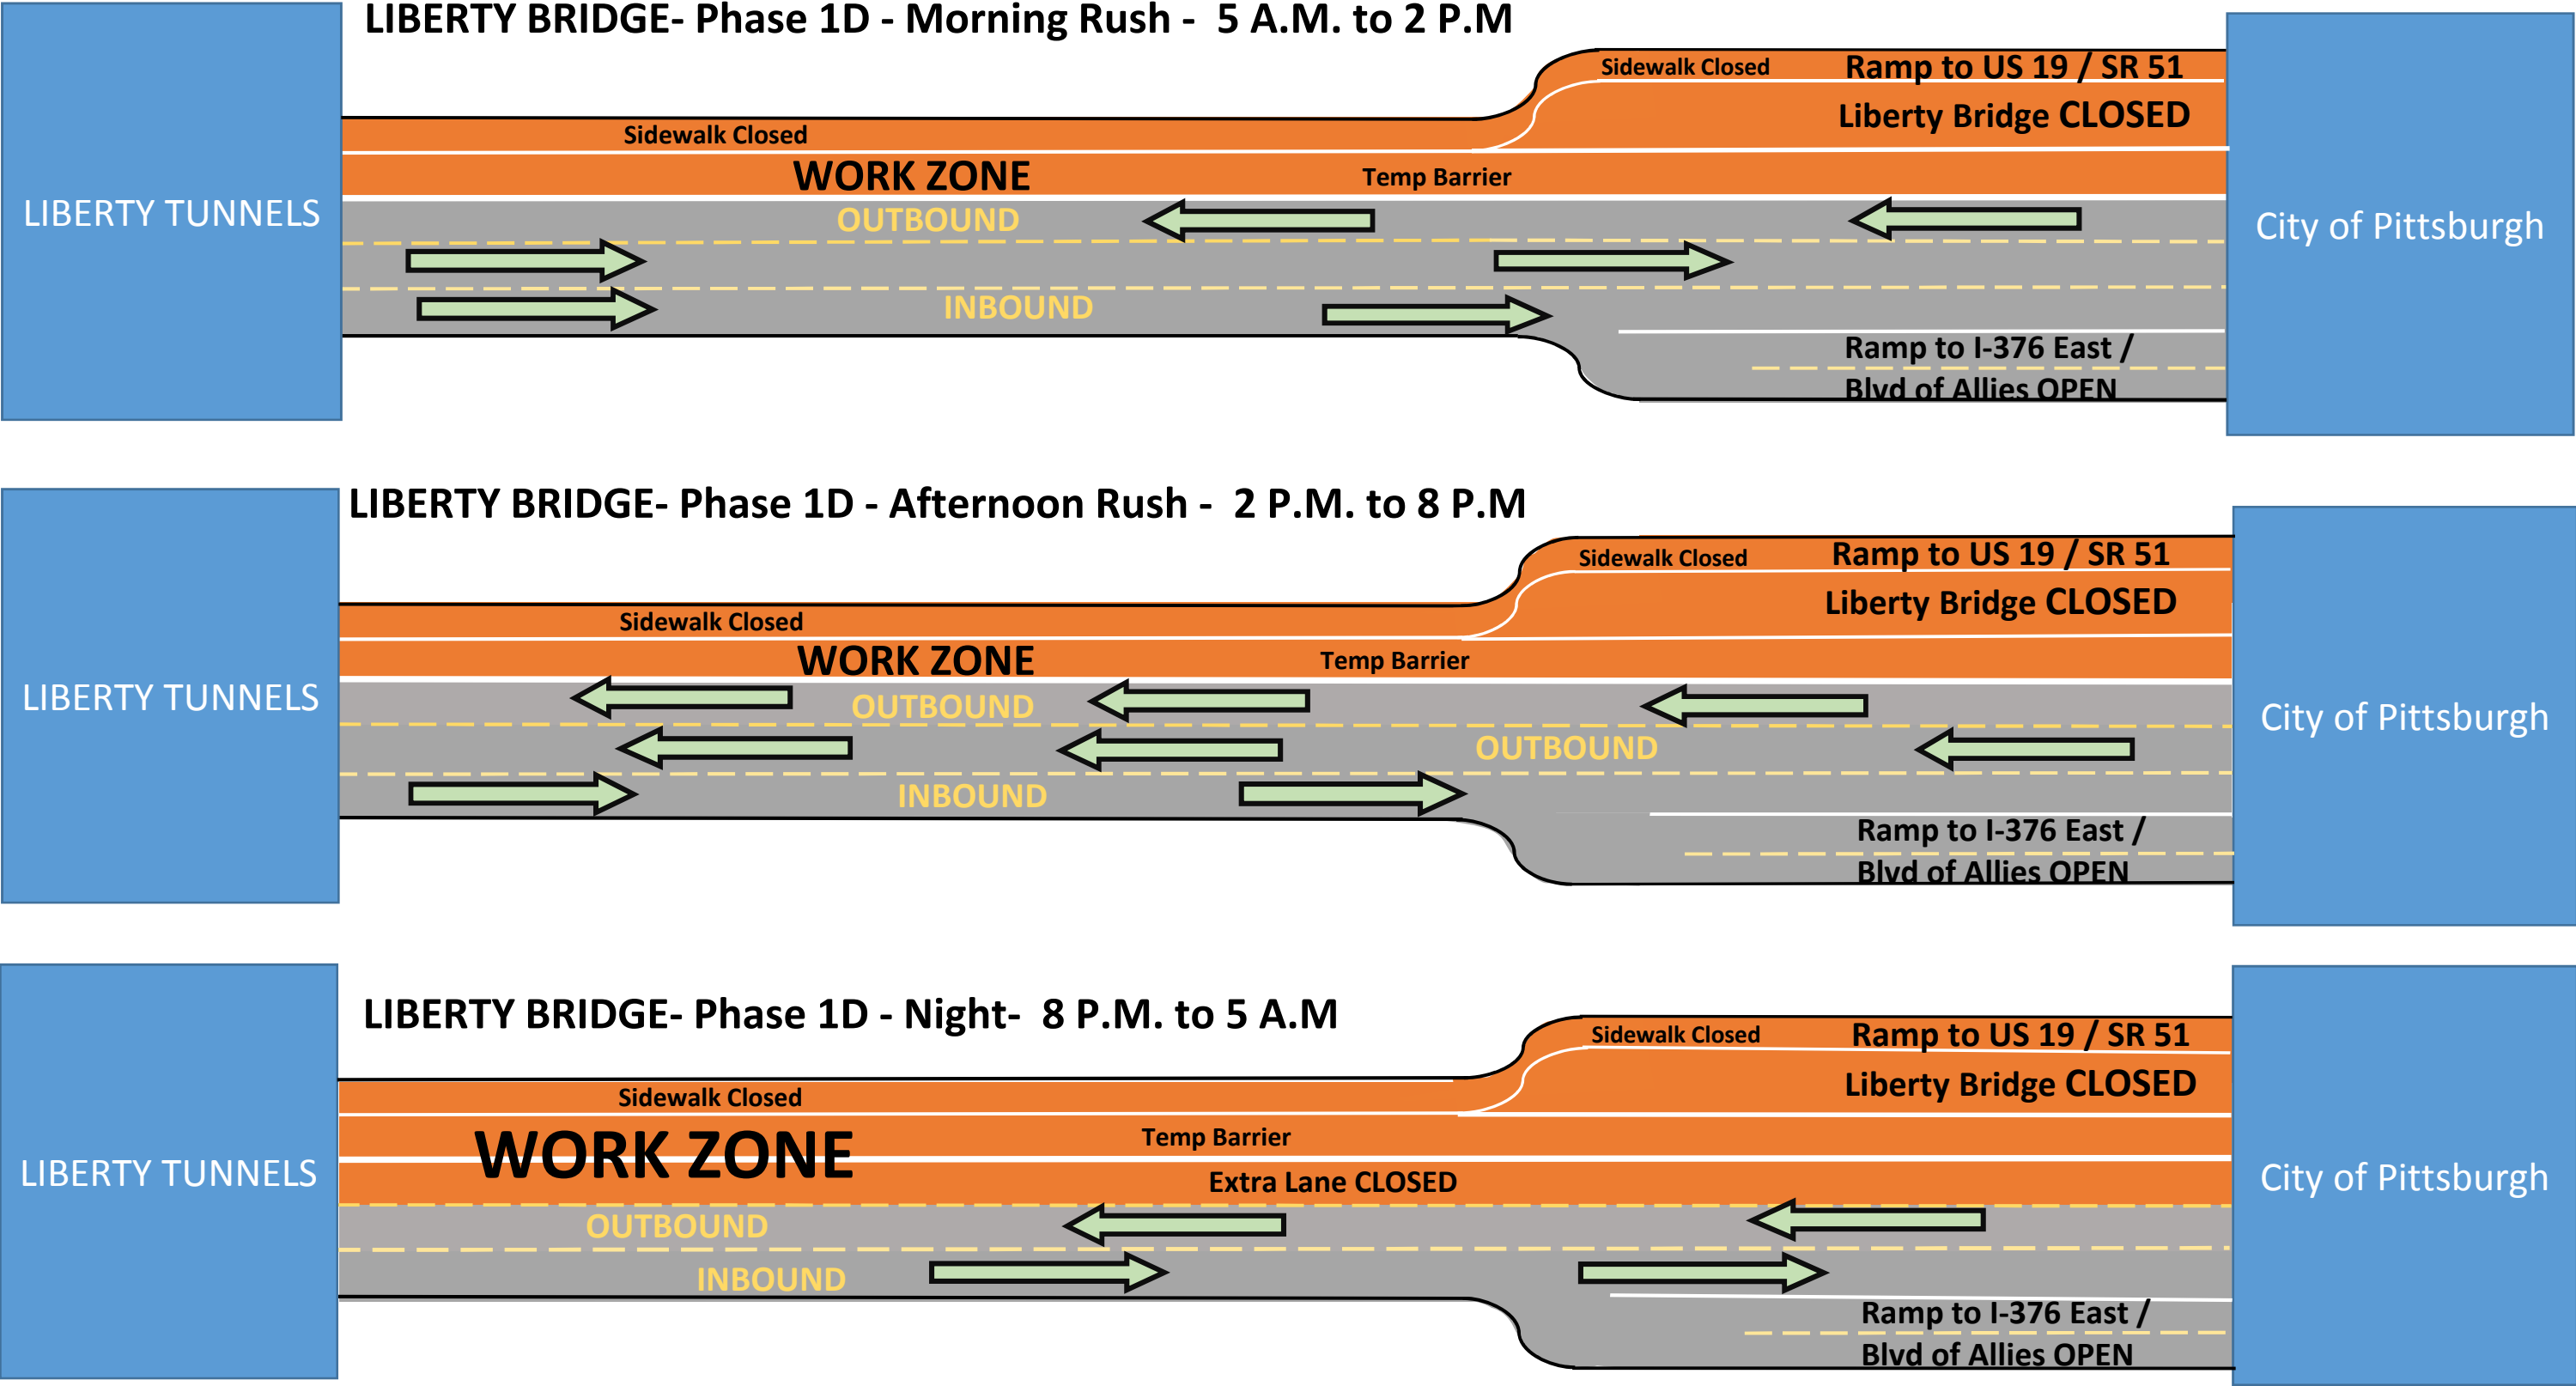 LIBERTY BRIDGE- Phase 1D - Morning Rush -  5 A.M. to 2 P.M
Sidewalk Closed
Ramp to US 19 / SR 51
Liberty Bridge CLOSED
Sidewalk Closed
WORK ZONE
Temp Barrier
LIBERTY TUNNELS
OUTBOUND
City of Pittsburgh
INBOUND
Ramp to I-376 East /
Blvd of Allies OPEN
LIBERTY BRIDGE- Phase 1D - Afternoon Rush -  2 P.M. to 8 P.M
Sidewalk Closed
Ramp to US 19 / SR 51
Liberty Bridge CLOSED
Sidewalk Closed
WORK ZONE
Temp Barrier
LIBERTY TUNNELS
OUTBOUND
City of Pittsburgh
OUTBOUND
INBOUND
Ramp to I-376 East /
Blvd of Allies OPEN
LIBERTY BRIDGE- Phase 1D - Night-  8 P.M. to 5 A.M
Sidewalk Closed
Ramp to US 19 / SR 51
Liberty Bridge CLOSED
Sidewalk Closed
WORK ZONE
Temp Barrier
LIBERTY TUNNELS
Extra Lane CLOSED
City of Pittsburgh
OUTBOUND
INBOUND
Ramp to I-376 East /
Blvd of Allies OPEN